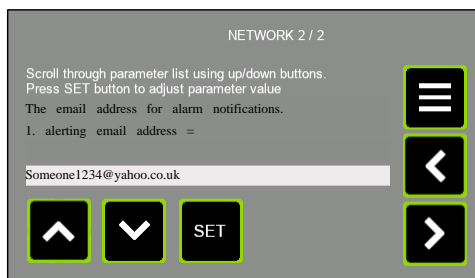 NETWORK 2 / 2
Scroll through parameter list using up/down buttons.
Press SET button to adjust parameter value
The email address for alarm notifications.
1. alerting email address =
Someone1234@yahoo.co.uk
SET